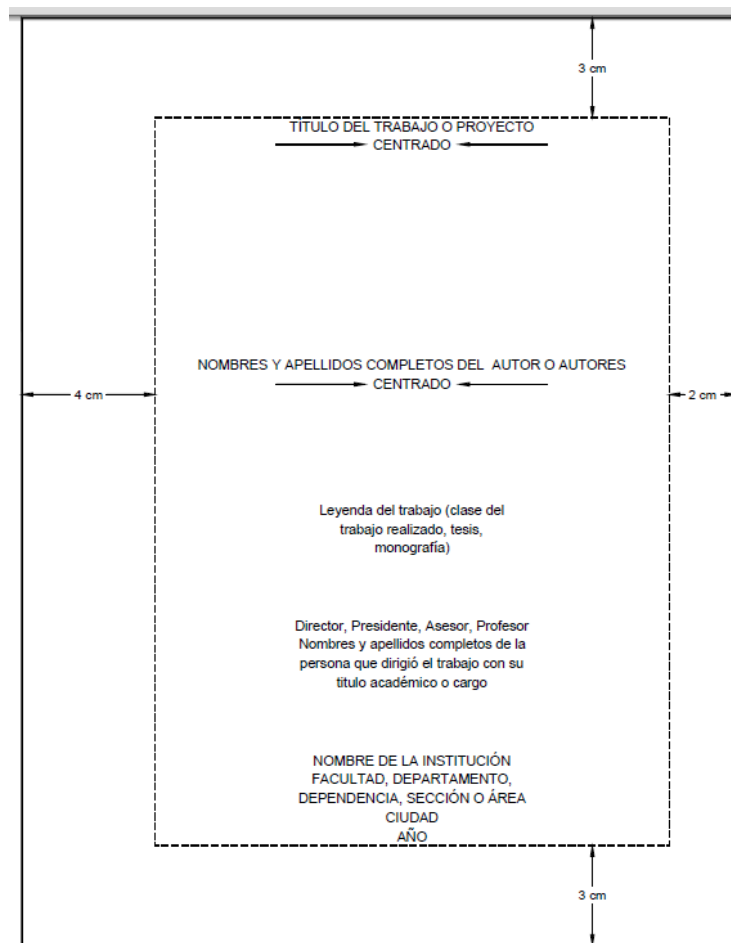 3 cm
TÍTULO DEL TRABAJO O PROYECTO
CENTRADO
NOMBRES Y APELLIDOS COMPLETOS DEL AUTOR O AUTORES
CENTRADO
4 cm
2 cm
Leyenda del trabajo (clase del
trabajo realizado, tesis,
monografía)
Director, Presidente, Asesor, Profesor
Nombres y apellidos completos de la
persona que dirigió el trabajo con su
titulo académico o cargo
NOMBRE DE LA INSTITUCIÓN
FACULTAD, DEPARTAMENTO,
DEPENDENCIA, SECCIÓN O ÁREA
CIUDAD
AÑO
3 cm